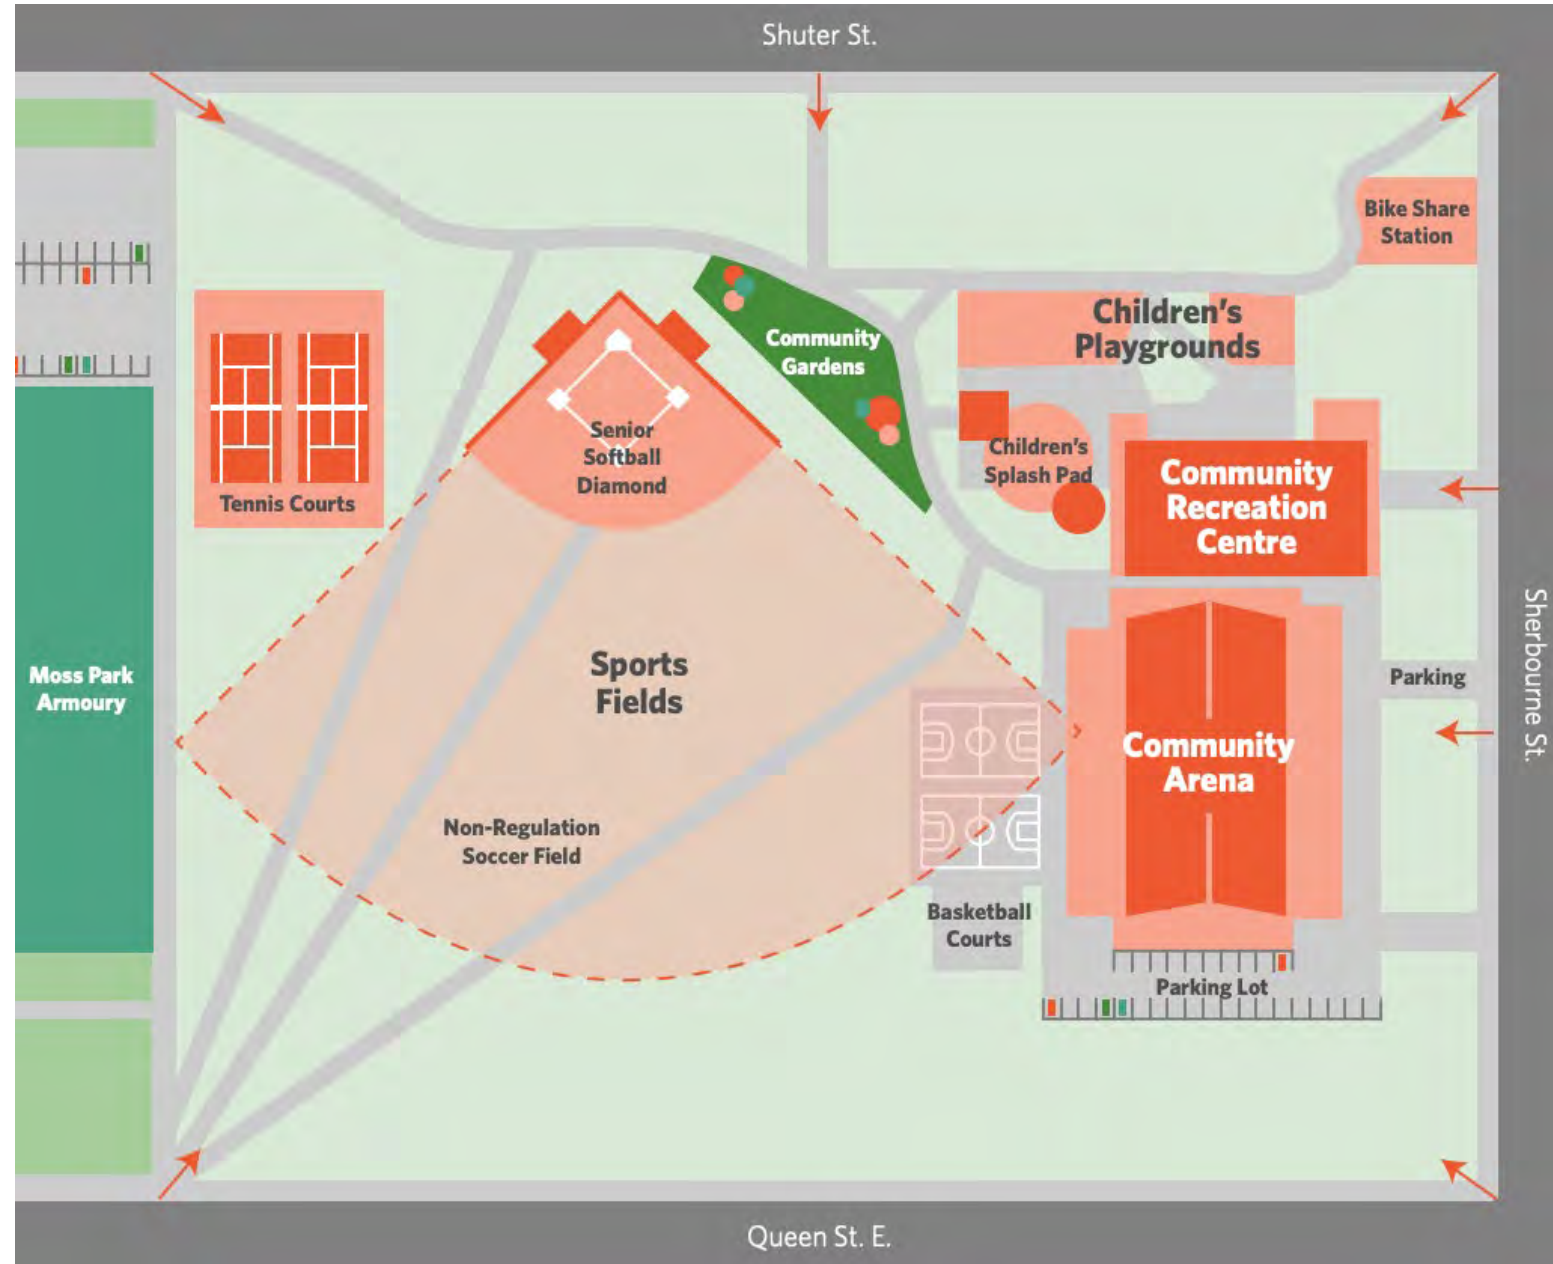 Shuter St.
Bike Share
Station
Children's
Playgrounds
Community
Gardens
Senior
Softball
Diamond
Children's
Splash Pad
Community
Recreation
Centre
Tennis Courts
Sports
Fields
Moss Park
Armoury
Parking
Sherbourne St.
Community
Arena
Non-Regulation
Soccer Field
Basketball
Courts
Parking Lot
Queen St. E.